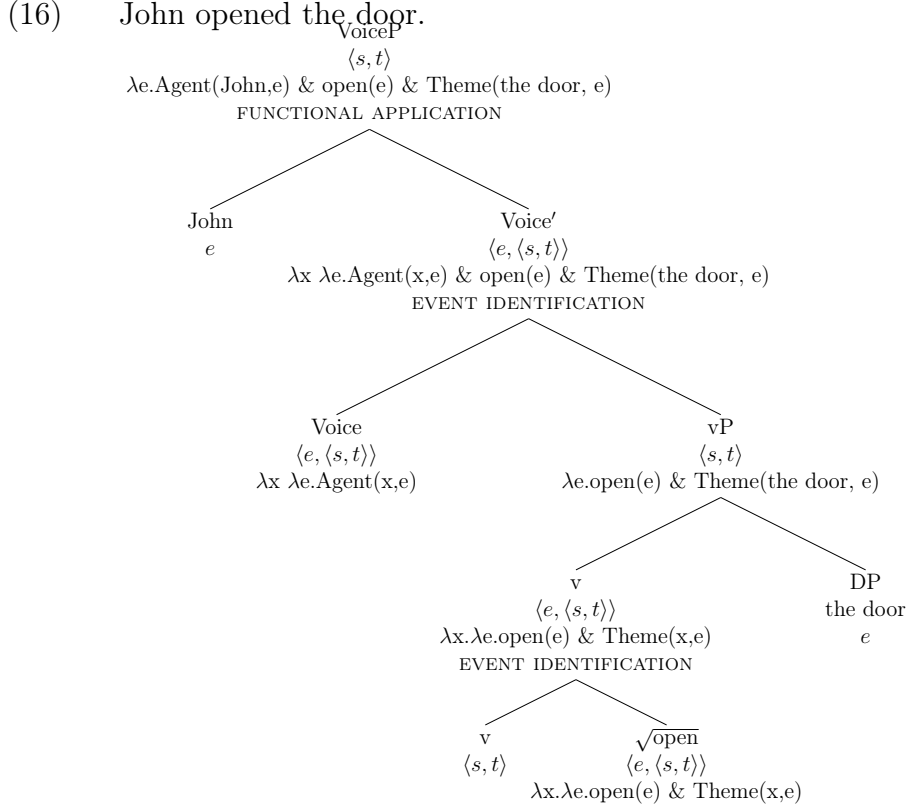 (16) John opened the door.
VoiceP
⟨s, t⟩
λe.Agent(John,e) & open(e) & Theme(the door, e)
FUNCTIONAL APPLICATION
John
e
Voice′
⟨e, ⟨s, t⟩⟩
λx λe.Agent(x,e) & open(e) & Theme(the door, e)
EVENT IDENTIFICATION
Voice
⟨e, ⟨s, t⟩⟩
λx λe.Agent(x,e)
vP
⟨s, t⟩
λe.open(e) & Theme(the door, e)
v
⟨e, ⟨s, t⟩⟩
λx.λe.open(e) & Theme(x,e)
EVENT IDENTIFICATION
DP
the door
e
v
⟨s, t⟩
√open
⟨e, ⟨s, t⟩⟩
λx.λe.open(e) & Theme(x,e)